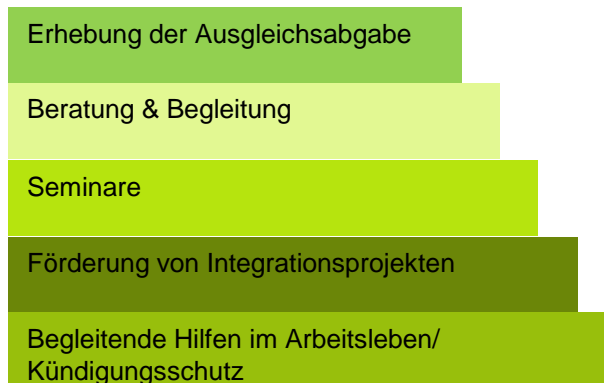 Erhebung der Ausgleichsabgabe
Beratung & Begleitung
Seminare
Förderung von Integrationsprojekten
Begleitende Hilfen im Arbeitsleben/
Kündigungsschutz